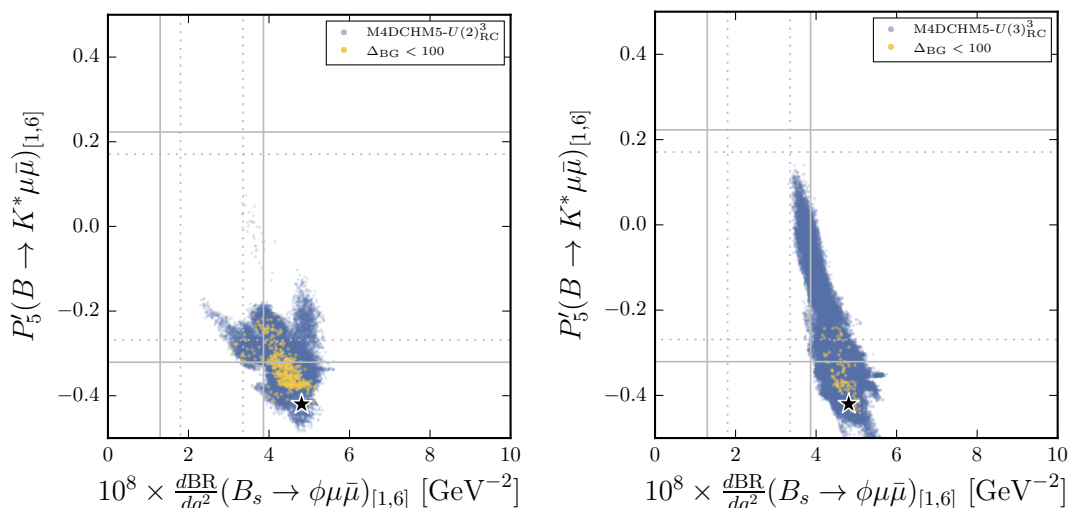 M4DCHM5-U(2)³_RC
Δ_BG < 100
P′₅(B → K*μμ̄)_[1,6]
0.4
0.2
0.0
−0.2
−0.4
0 2 4 6 8 10
10⁸ × dBR/dq² (B_s → ϕμμ̄)_[1,6] [GeV⁻²]
M4DCHM5-U(3)³_RC
Δ_BG < 100
P′₅(B → K*μμ̄)_[1,6]
0.4
0.2
0.0
−0.2
−0.4
0 2 4 6 8 10
10⁸ × dBR/dq² (B_s → ϕμμ̄)_[1,6] [GeV⁻²]